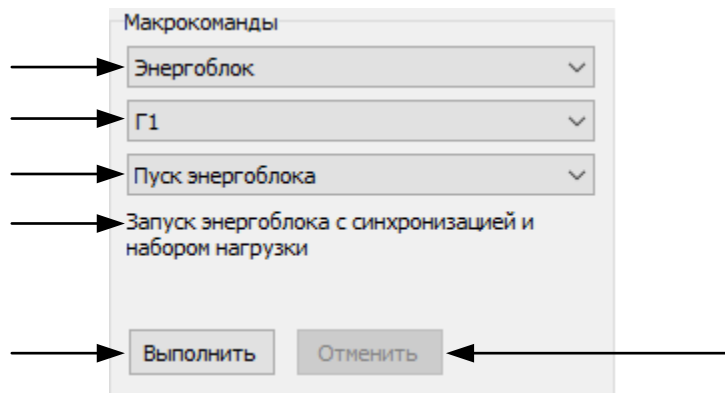 Макрокоманды
Энергоблок
Г1
Пуск энергоблока
Запуск энергоблока с синхронизацией и
набором нагрузки
Выполнить Отменить